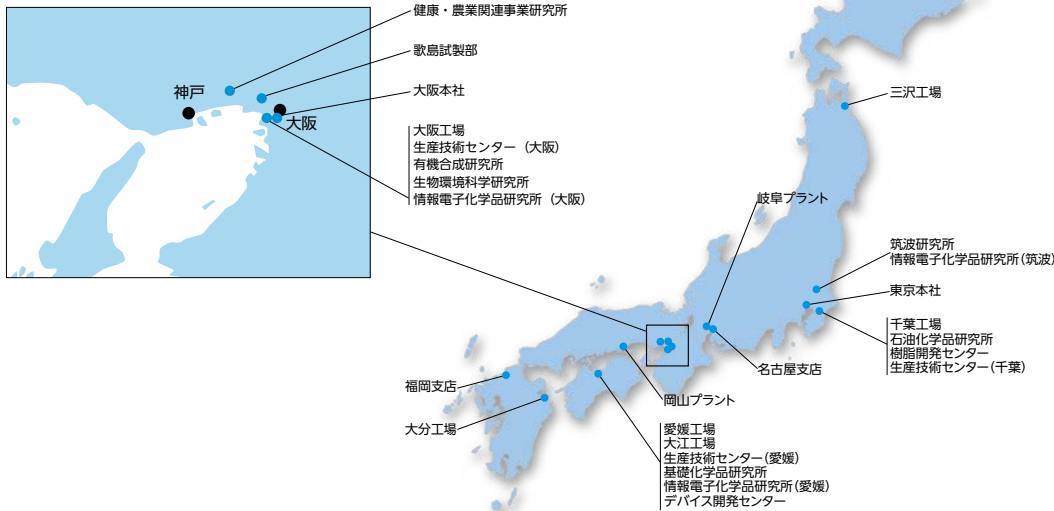 健康・農業関連事業研究所
歌島試製部
神戸
大阪本社
大阪
大阪工場
生産技術センター（大阪）
有機合成研究所
生物環境科学研究所
情報電子化学品研究所（大阪）
三沢工場
岐阜プラント
筑波研究所
情報電子化学品研究所(筑波)
東京本社
千葉工場
石油化学品研究所
樹脂開発センター
生産技術センター(千葉)
名古屋支店
福岡支店
岡山プラント
大分工場
愛媛工場
大江工場
生産技術センター(愛媛)
基礎化学品研究所
情報電子化学品研究所(愛媛)
デバイス開発センター